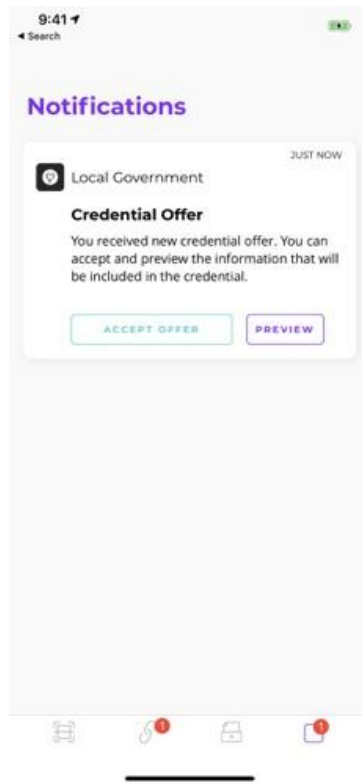 9:41
Search
Notifications
JUST NOW
Local Government
Credential Offer
You received new credential offer. You can
accept and preview the information that will
be included in the credential.
ACCEPT OFFER
PREVIEW
1
1